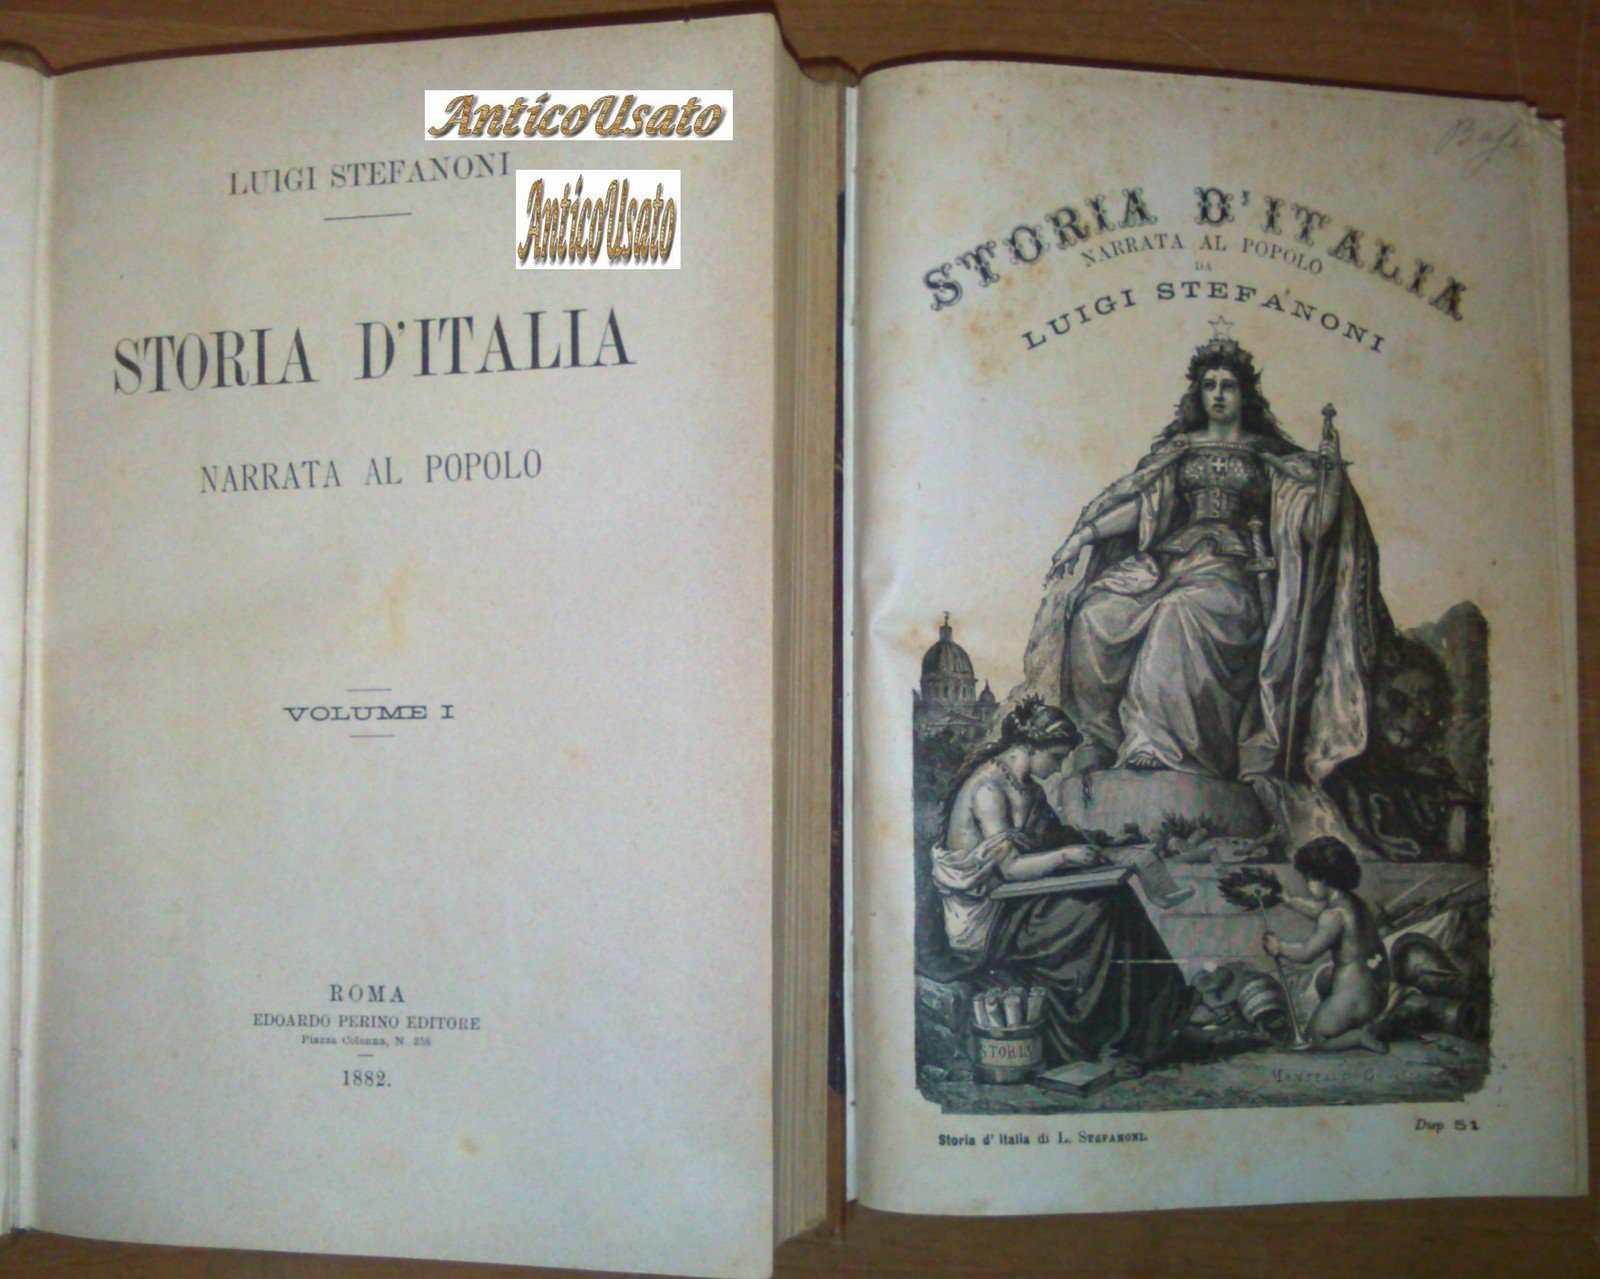 AnticoUsato
LUIGI STEFANONI
AnticoUsato
STORIA D'ITALIA
NARRATA AL POPOLO
VOLUME I
ROMA
EDOARDO PERINO EDITORE
Piazza Colonna, N. 358
1882.
STORIA D'ITALIA
NARRATA AL POPOLO
DA
LUIGI STEFANONI
STORIA
Storia d' Italia di L. STEFANONI.
Disp. 51